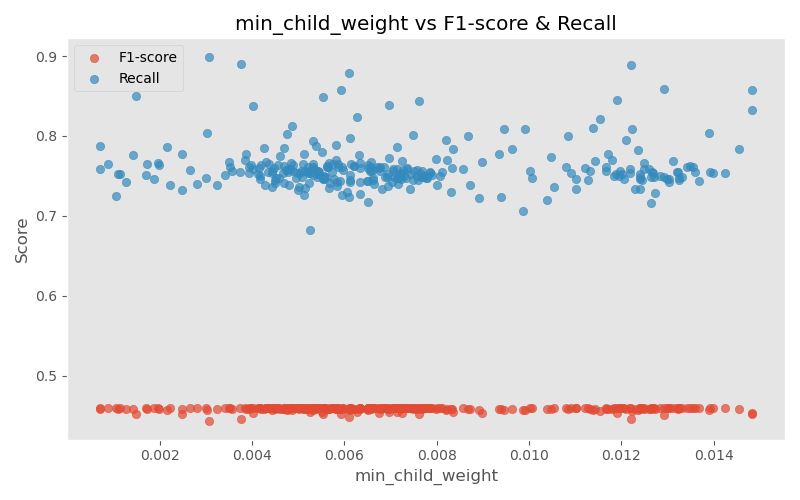 min_child_weight vs F1-score & Recall
F1-score
Recall
Score
0.9
0.8
0.7
0.6
0.5
0.002
0.004
0.006
0.008
0.010
0.012
0.014
min_child_weight